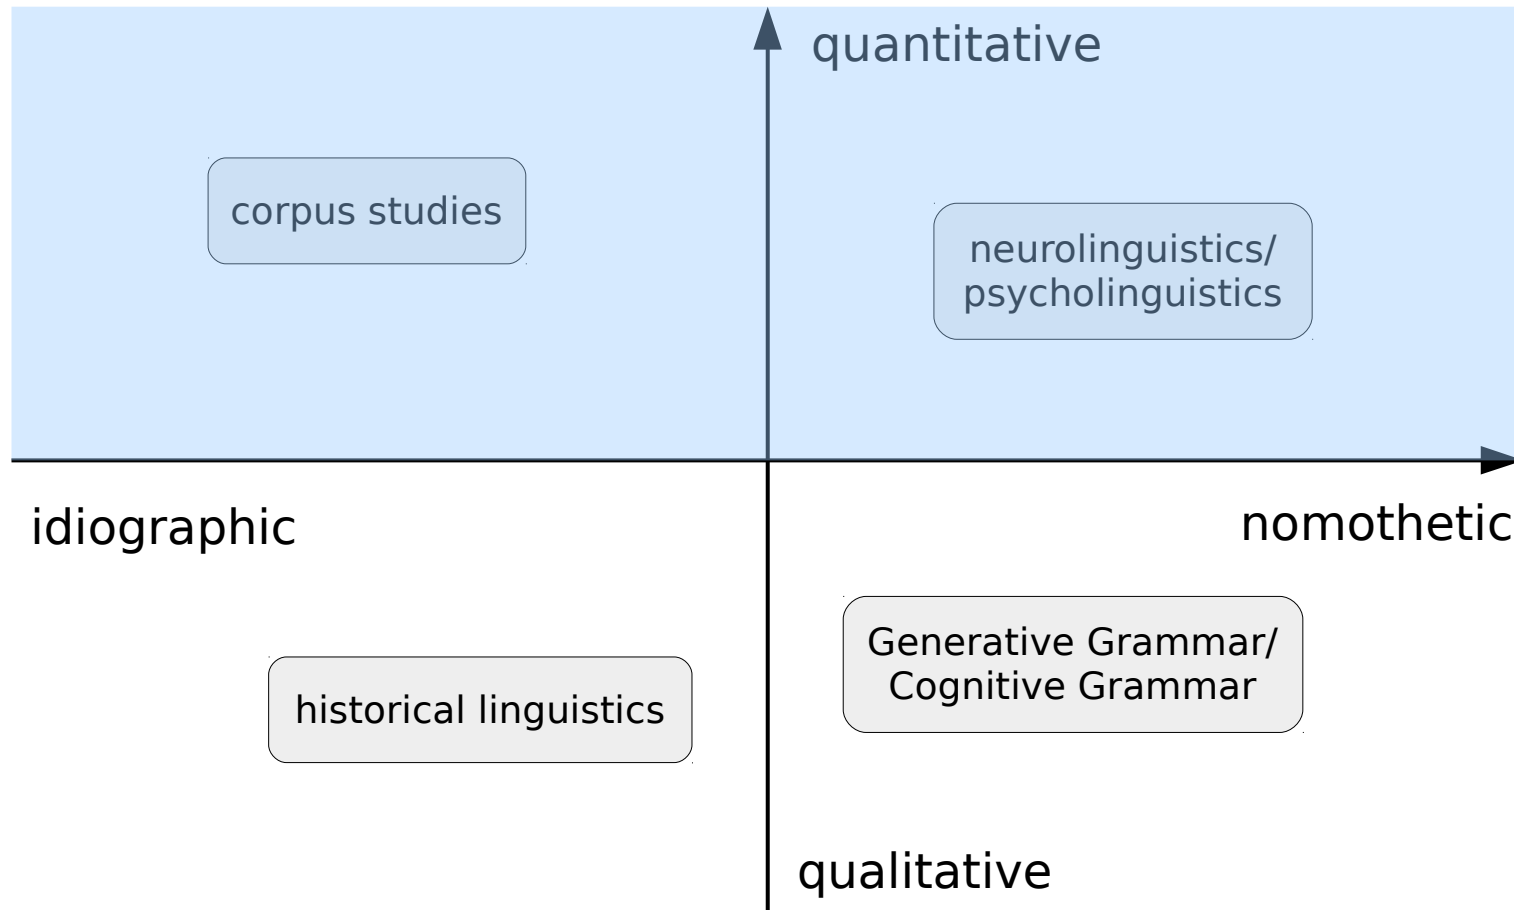 quantitative
corpus studies
neurolinguistics/
psycholinguistics
idiographic
nomothetic
Generative Grammar/
Cognitive Grammar
historical linguistics
qualitative